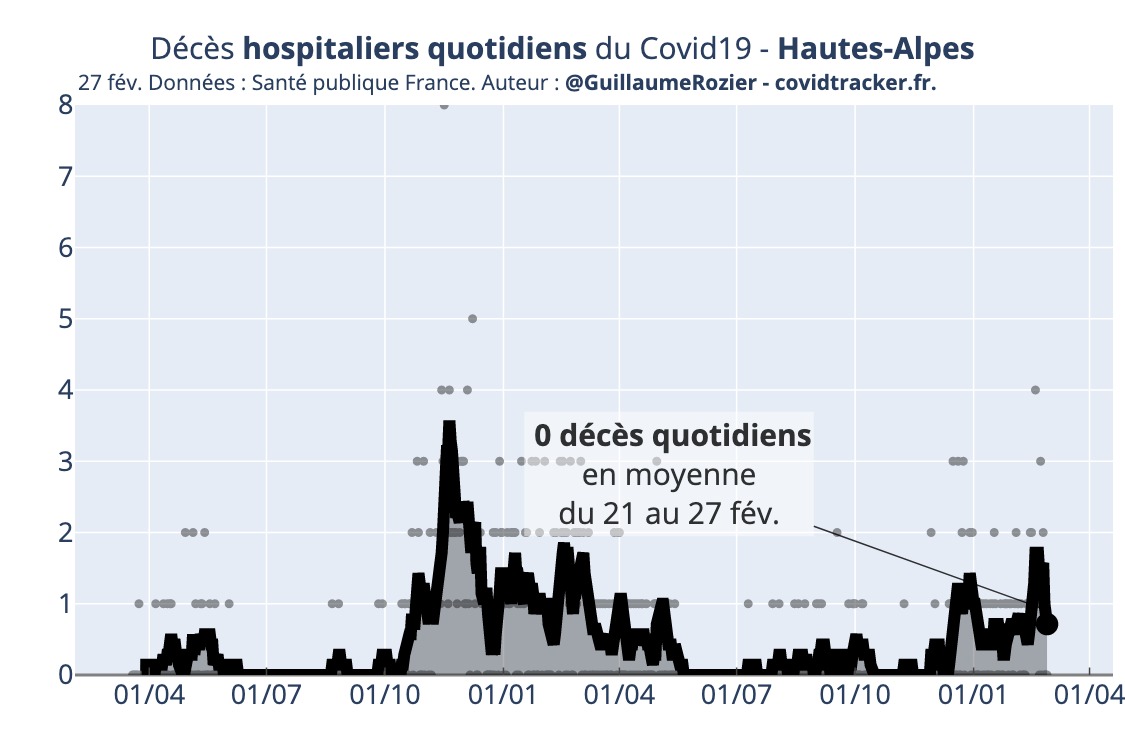 Décès hospitaliers quotidiens du Covid19 - Hautes-Alpes
27 fév. Données : Santé publique France. Auteur : @GuillaumeRozier - covidtracker.fr.
8
7
6
5
4
3
2
1
0
0 décès quotidiens
en moyenne
du 21 au 27 fév.
01/04 01/07 01/10 01/01 01/04 01/07 01/10 01/01 01/04